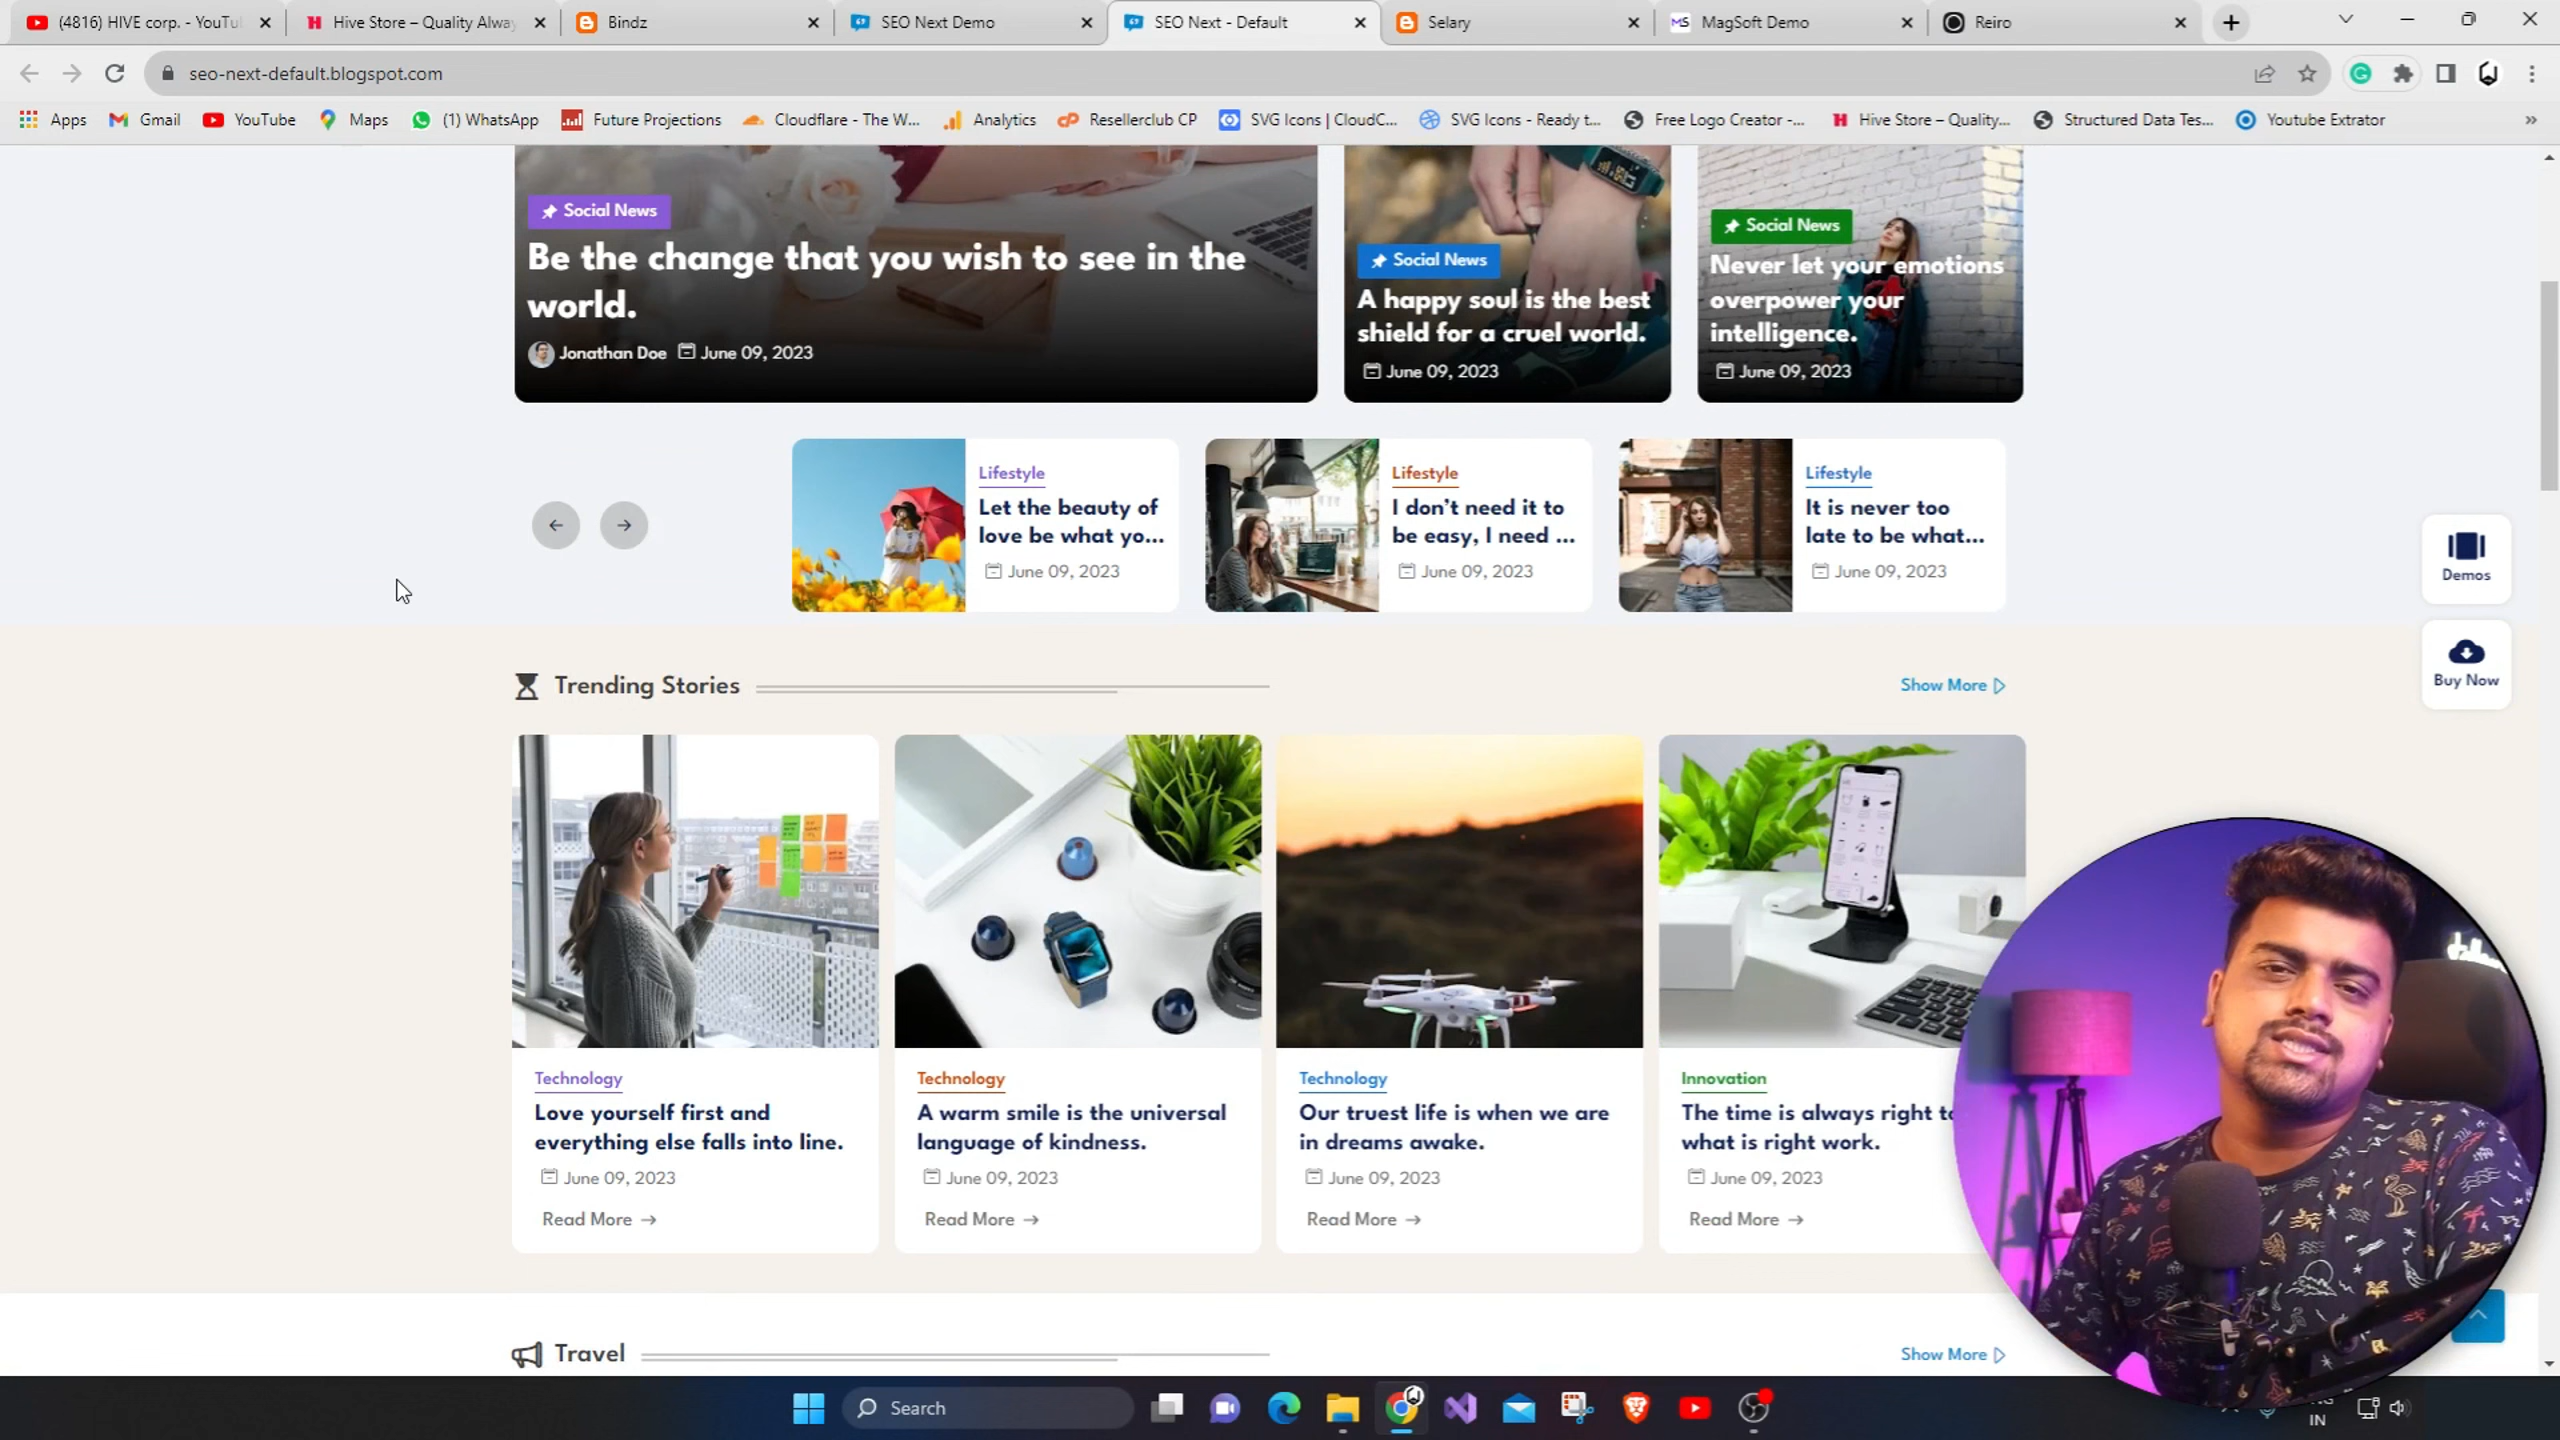 (4816) HIVE corp. - YouTu
Hive Store – Quality Alway
Bindz
SEO Next Demo
SEO Next - Default
Selary
MS
MagSoft Demo
Reiro
seo-next-default.blogspot.com
Apps
Gmail
YouTube
Maps
(1) WhatsApp
Future Projections
Cloudflare - The W...
Analytics
Resellerclub CP
SVG Icons | CloudC...
SVG Icons - Ready t...
Free Logo Creator -...
Hive Store – Quality...
Structured Data Tes...
Youtube Extrator
Social News
Be the change that you wish to see in the
world.
Jonathan Doe June 09, 2023
Social News
A happy soul is the best
shield for a cruel world.
June 09, 2023
Social News
Never let your emotions
overpower your
intelligence.
June 09, 2023
Lifestyle
Let the beauty of
love be what yo...
June 09, 2023
Lifestyle
I don’t need it to
be easy, I need ...
June 09, 2023
Lifestyle
It is never too
late to be what...
June 09, 2023
Demos
Buy Now
Trending Stories
Show More
Technology
Love yourself first and
everything else falls into line.
June 09, 2023
Read More →
Technology
A warm smile is the universal
language of kindness.
June 09, 2023
Read More →
Technology
Our truest life is when we are
in dreams awake.
June 09, 2023
Read More →
Innovation
The time is always right to
what is right work.
June 09, 2023
Read More →
Travel
Show More
Search
IN